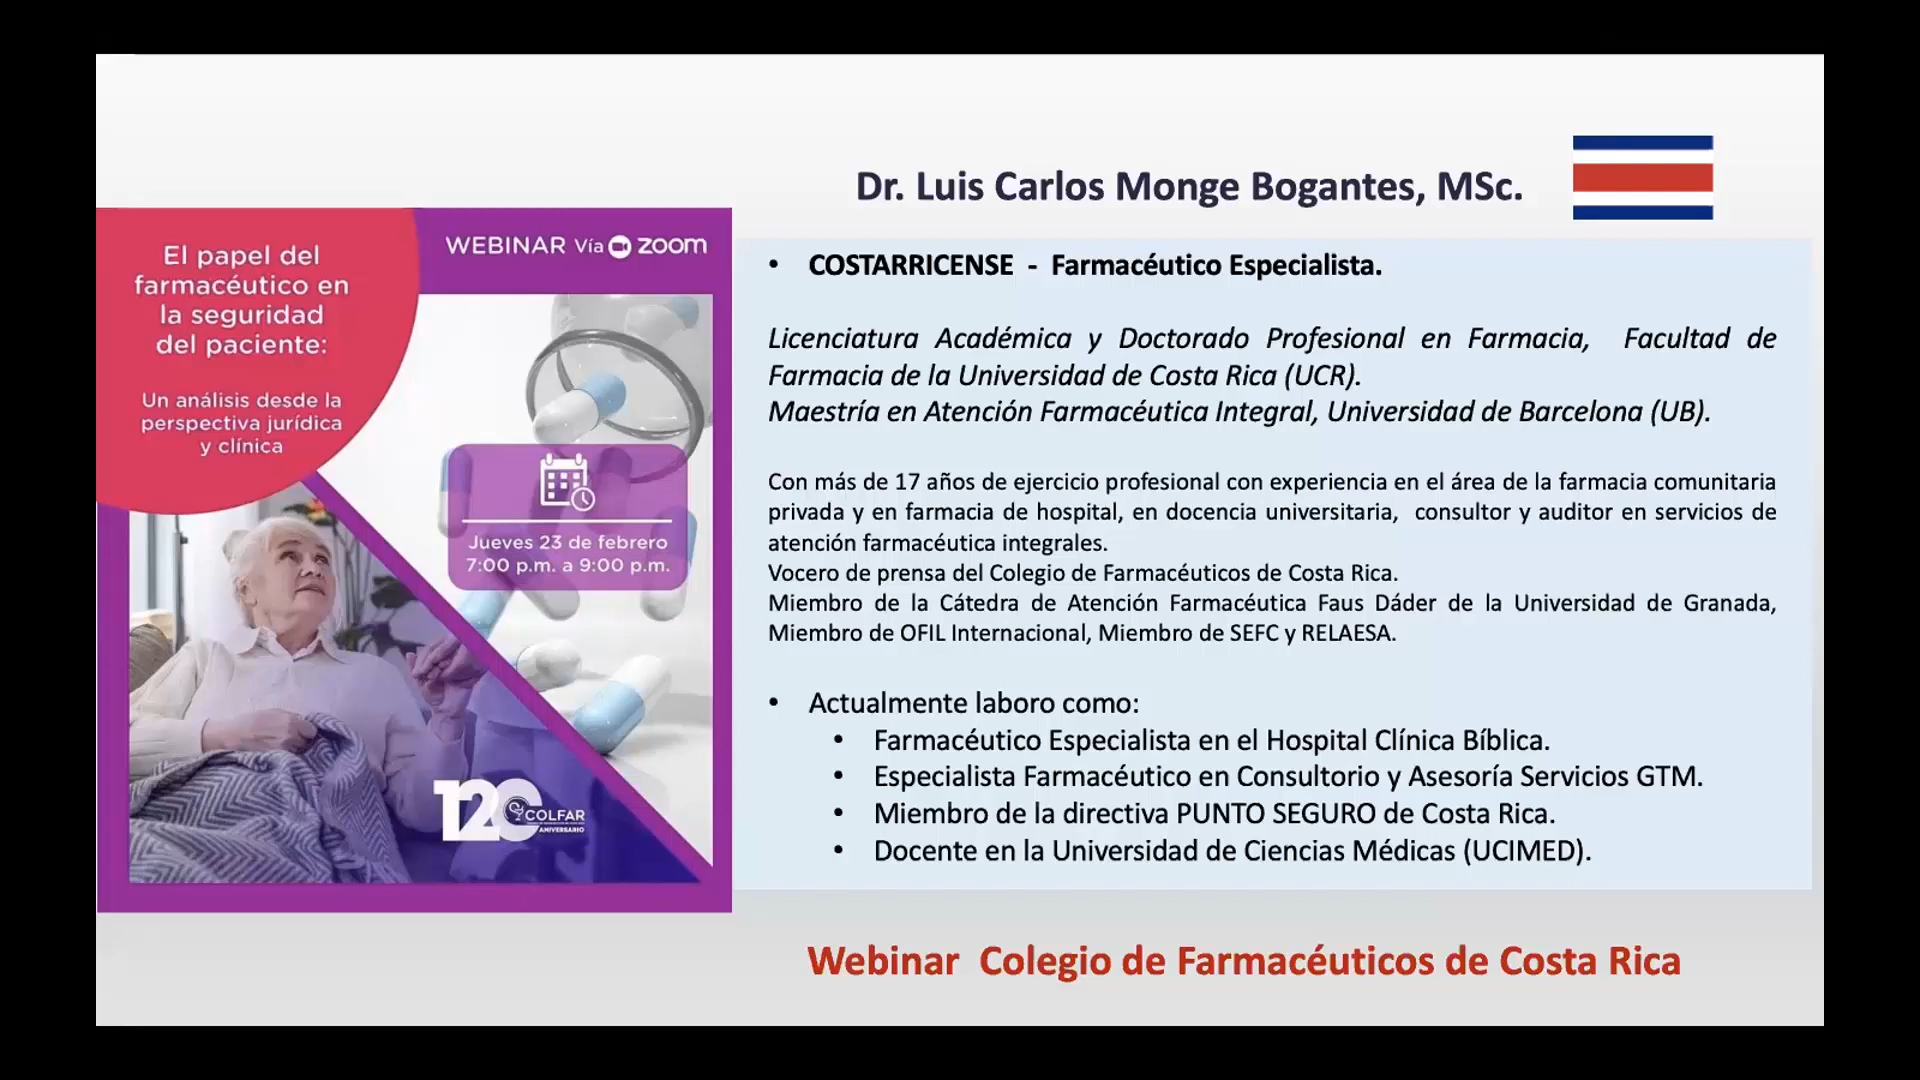 Dr. Luis Carlos Monge Bogantes, MSc.
El papel del
farmacéutico en
la seguridad
del paciente:
Un análisis desde la
perspectiva jurídica
y clínica
WEBINAR Vía zoom
Jueves 23 de febrero
7:00 p.m. a 9:00 p.m.
120 COLFAR
ANIVERSARIO
• COSTARRICENSE - Farmacéutico Especialista.
Licenciatura Académica y Doctorado Profesional en Farmacia, Facultad de
Farmacia de la Universidad de Costa Rica (UCR).
Maestría en Atención Farmacéutica Integral, Universidad de Barcelona (UB).
Con más de 17 años de ejercicio profesional con experiencia en el área de la farmacia comunitaria
privada y en farmacia de hospital, en docencia universitaria, consultor y auditor en servicios de
atención farmacéutica integrales.
Vocero de prensa del Colegio de Farmacéuticos de Costa Rica.
Miembro de la Cátedra de Atención Farmacéutica Faus Dáder de la Universidad de Granada,
Miembro de OFIL Internacional, Miembro de SEFC y RELAESA.
• Actualmente laboro como:
• Farmacéutico Especialista en el Hospital Clínica Bíblica.
• Especialista Farmacéutico en Consultorio y Asesoría Servicios GTM.
• Miembro de la directiva PUNTO SEGURO de Costa Rica.
• Docente en la Universidad de Ciencias Médicas (UCIMED).
Webinar Colegio de Farmacéuticos de Costa Rica